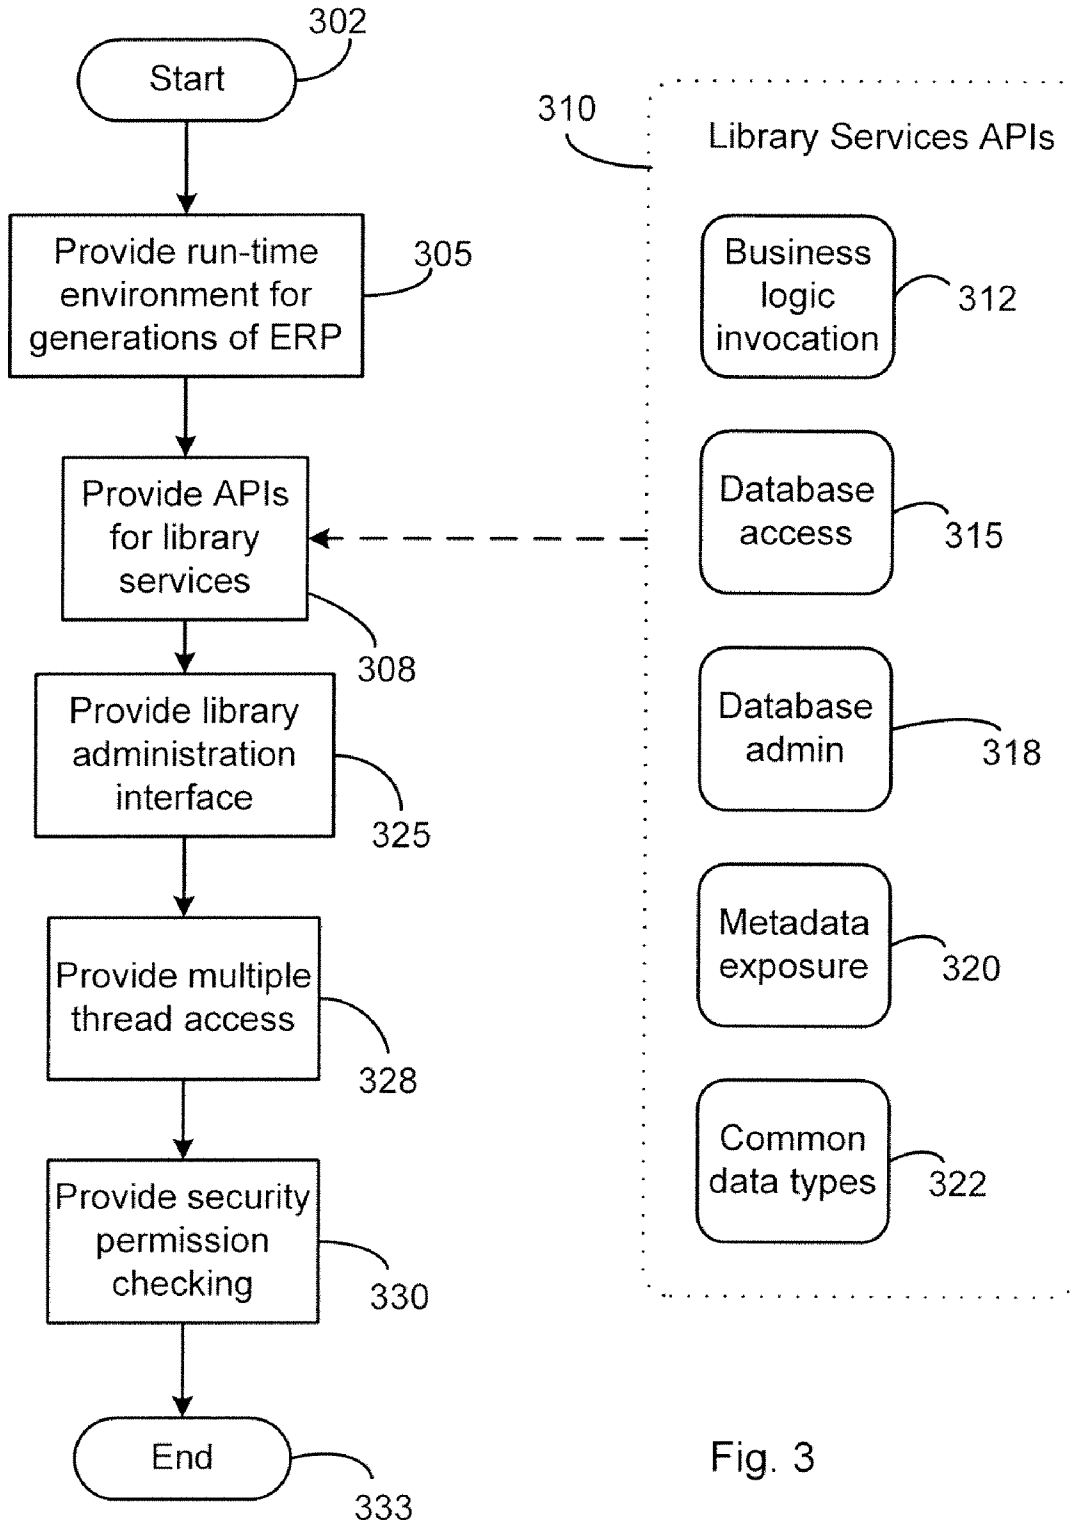 302
Start
Provide run-time
environment for
generations of ERP
305
Provide APIs
for library
services
308
Provide library
administration
interface
325
Provide multiple
thread access
328
Provide security
permission
checking
330
End
333
310
Library Services APIs
Business
logic
invocation
312
Database
access
315
Database
admin
318
Metadata
exposure
320
Common
data types
322
Fig. 3